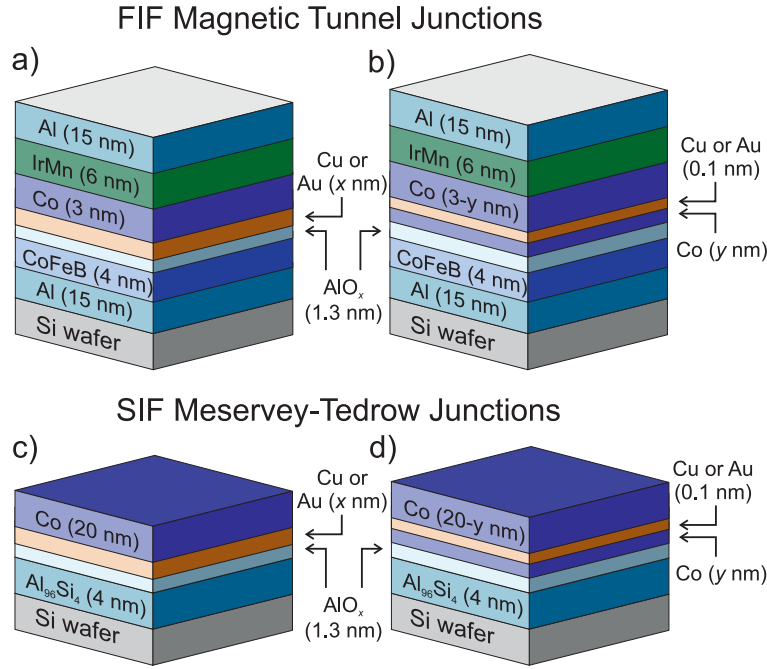 FIF Magnetic Tunnel Junctions
a)
Al (15 nm)
IrMn (6 nm)
Co (3 nm)
CoFeB (4 nm)
Al (15 nm)
Si wafer
Cu or
Au (x nm)
AlOₓ
(1.3 nm)
b)
Al (15 nm)
IrMn (6 nm)
Co (3-y nm)
CoFeB (4 nm)
Al (15 nm)
Si wafer
Cu or Au
(0.1 nm)
Co (y nm)
SIF Meservey-Tedrow Junctions
c)
Co (20 nm)
Al₉₆Si₄ (4 nm)
Si wafer
Cu or
Au (x nm)
AlOₓ
(1.3 nm)
d)
Co (20-y nm)
Al₉₆Si₄ (4 nm)
Si wafer
Cu or Au
(0.1 nm)
Co (y nm)